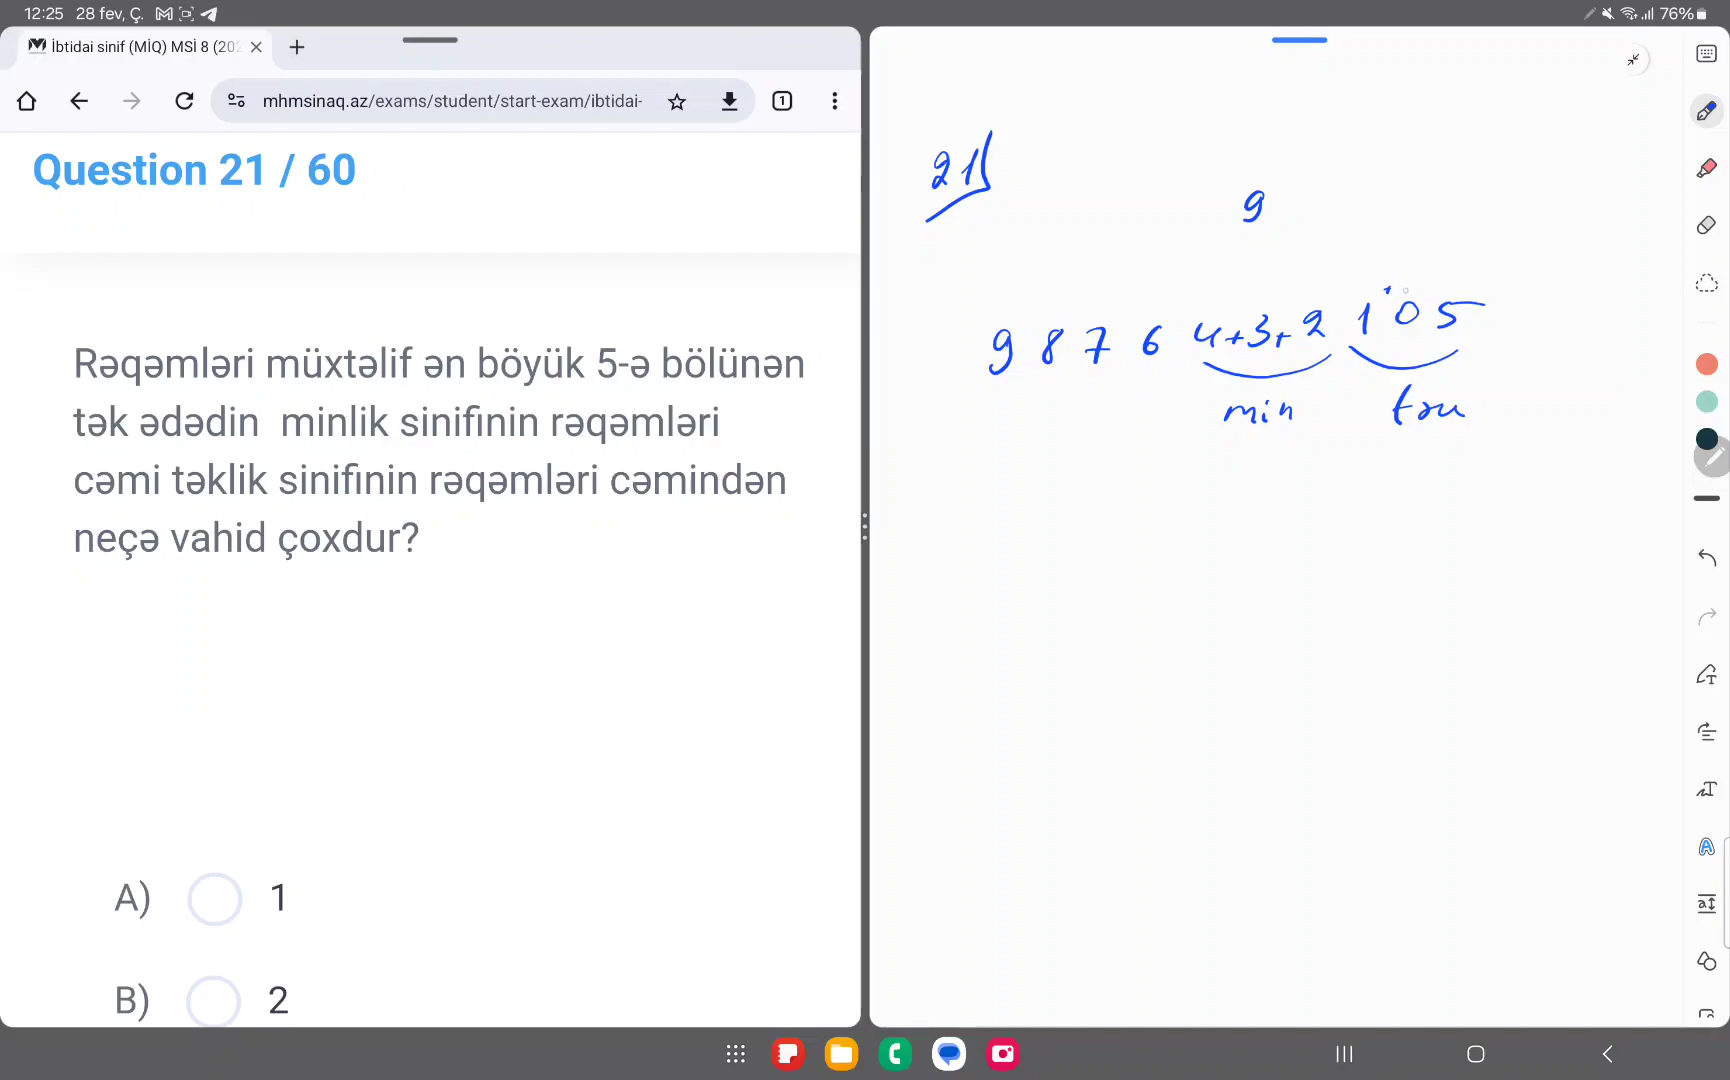 12:25 28 fev, Ç.
76%
İbtidai sinif (MİQ) MSİ 8 (202
mhmsinaq.az/exams/student/start-exam/ibtidai-
1
Question 21 / 60
Rəqəmləri müxtəlif ən böyük 5-ə bölünən
tək ədədin minlik sinifinin rəqəmləri
cəmi təklik sinifinin rəqəmləri cəmindən
neçə vahid çoxdur?
A) 1
B) 2
21)
9
9 8 7 6 4+3+2 1 0 5
min